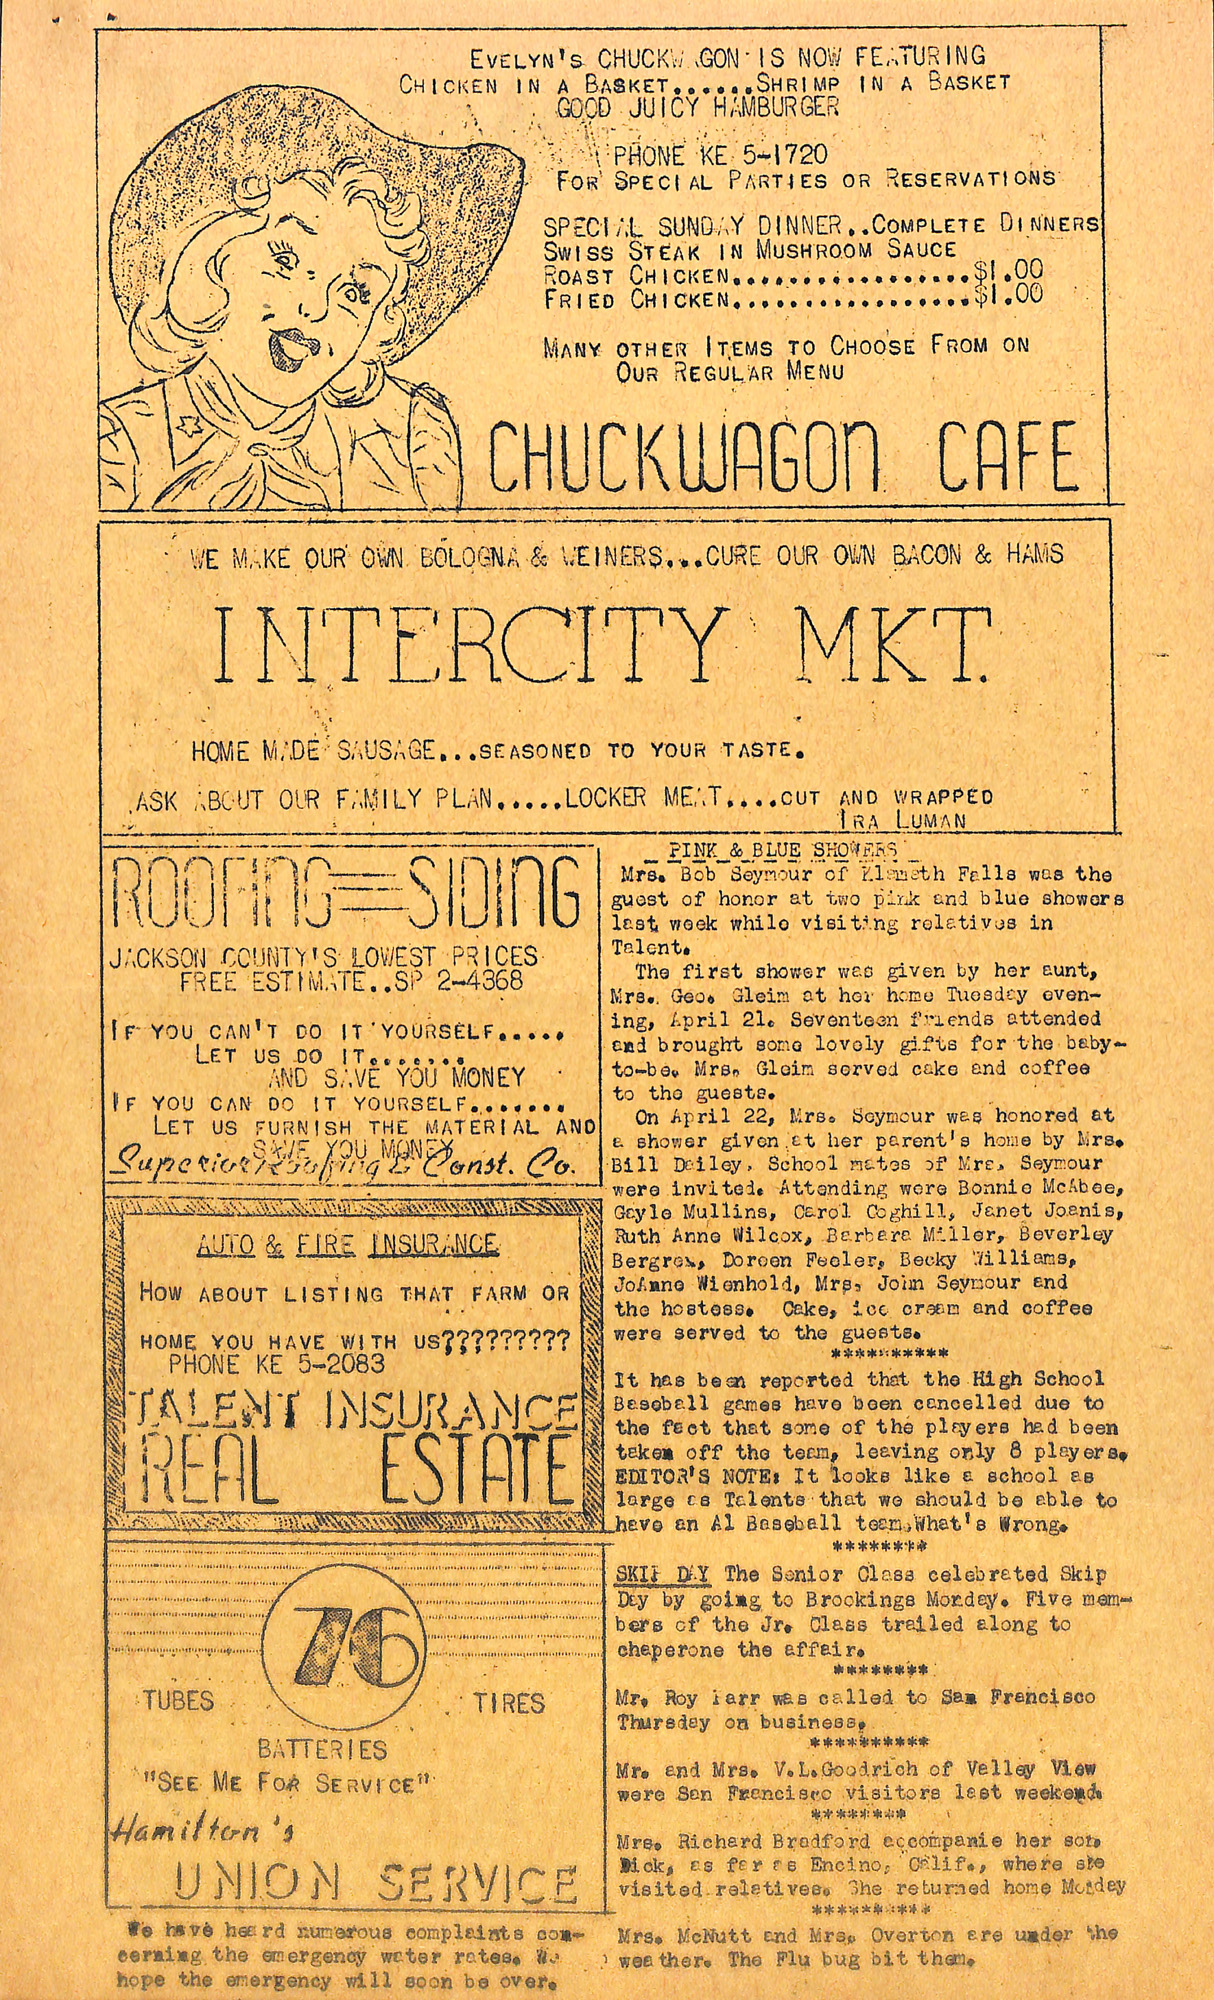 EVELYN'S CHUCKWAGON IS NOW FEATURING
CHICKEN IN A BASKET......SHRIMP IN A BASKET
GOOD JUICY HAMBURGER
PHONE KE 5-1720
FOR SPECIAL PARTIES OR RESERVATIONS
SPECIAL SUNDAY DINNER..COMPLETE DINNERS
SWISS STEAK IN MUSHROOM SAUCE
ROAST CHICKEN..................$1.00
FRIED CHICKEN..................$1.00
MANY OTHER ITEMS TO CHOOSE FROM ON
OUR REGULAR MENU
CHUCKWAGON CAFE
WE MAKE OUR OWN BOLOGNA & WEINERS...CURE OUR OWN BACON & HAMS
INTERCITY MKT.
HOME MADE SAUSAGE...SEASONED TO YOUR TASTE.
ASK ABOUT OUR FAMILY PLAN.....LOCKER MEAT....CUT AND WRAPPED
IRA LUMAN
ROOFING=SIDING
JACKSON COUNTY'S LOWEST PRICES
FREE ESTIMATE..SP 2-4368
IF YOU CAN'T DO IT YOURSELF.....
LET US DO IT........
AND SAVE YOU MONEY
IF YOU CAN DO IT YOURSELF........
LET US FURNISH THE MATERIAL AND
SAVE YOU MONEY
Superior Roofing & Const. Co.
AUTO & FIRE INSURANCE
HOW ABOUT LISTING THAT FARM OR
HOME YOU HAVE WITH US?????????
PHONE KE 5-2083
TALENT INSURANCE
REAL ESTATE
76
TUBES TIRES
BATTERIES
"SEE ME FOR SERVICE"
Hamilton's
UNION SERVICE
We have heard numerous complaints con-
cerning the emergency water rates. We
hope the emergency will soon be over.
PINK & BLUE SHOWERS
Mrs. Bob Seymour of Klamath Falls was the
guest of honor at two pink and blue showers
last week while visiting relatives in
Talent.
The first shower was given by her aunt,
Mrs. Geo. Gleim at her home Tuesday even-
ing, April 21. Seventeen friends attended
and brought some lovely gifts for the baby-
to-be. Mrs. Gleim served cake and coffee
to the guests.
On April 22, Mrs. Seymour was honored at
a shower given at her parent's home by Mrs.
Bill Dailey. School mates of Mrs. Seymour
were invited. Attending were Bonnie McAbee,
Gayle Mullins, Carol Coghill, Janet Joanis,
Ruth Anne Wilcox, Barbara Miller, Beverley
Bergren, Doreen Feeler, Becky Williams,
JoAnne Wienhold, Mrs. John Seymour and
the hostess. Cake, ice cream and coffee
were served to the guests.
**********
It has been reported that the High School
Baseball games have been cancelled due to
the fact that some of the players had been
taken off the team, leaving only 8 players.
EDITOR'S NOTE: It looks like a school as
large as Talents that we should be able to
have an A1 Baseball team.What's Wrong.
********
SKIP DAY The Senior Class celebrated Skip
Day by going to Brookings Monday. Five mem-
bers of the Jr. Class trailed along to
chaperone the affair.
********
Mr. Roy Parr was called to San Francisco
Thursday on business.
**********
Mr. and Mrs. V.L.Goodrich of Valley View
were San Francisco visitors last weekend.
********
Mrs. Richard Bradford accompanie her son,
Dick, as far as Encino, Calif., where she
visited relatives. She returned home Monday
**********
Mrs. McNutt and Mrs. Overton are under the
weather. The Flu bug bit them.